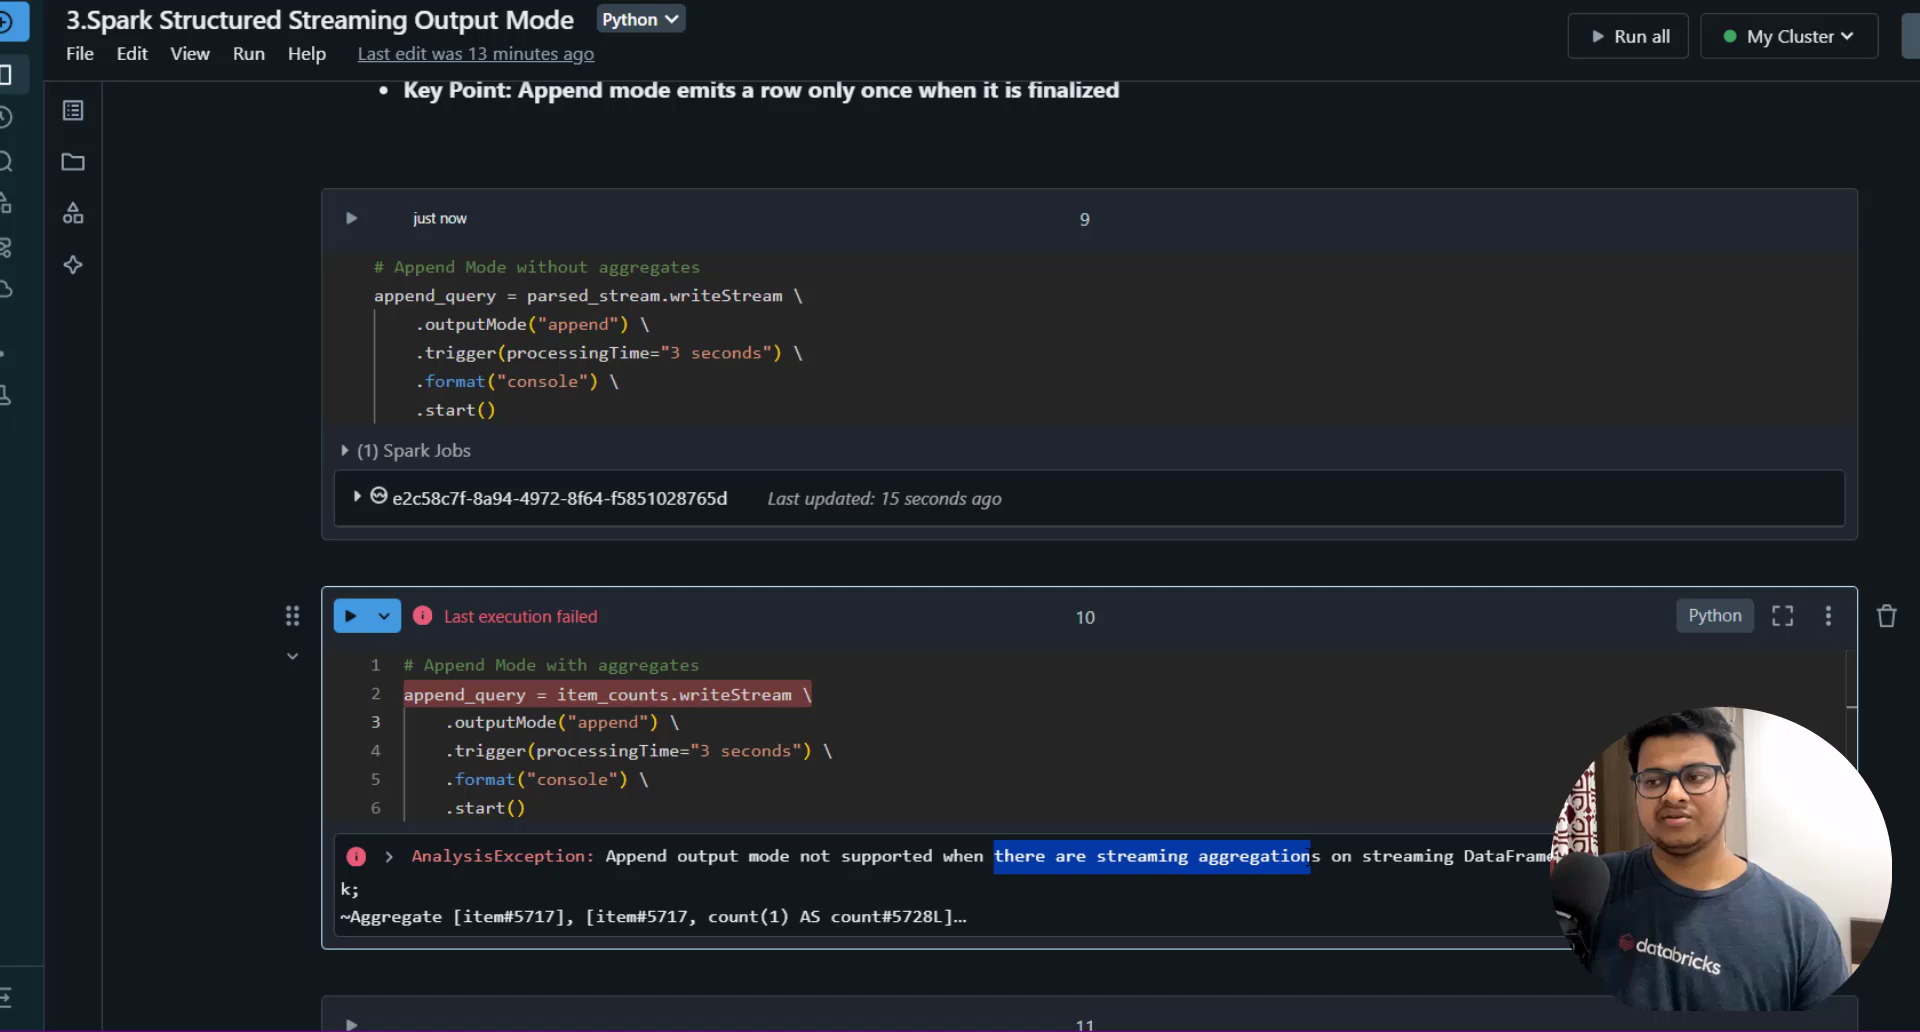 3.Spark Structured Streaming Output Mode
Python
File Edit View Run Help Last edit was 13 minutes ago
Run all
My Cluster
• Key Point: Append mode emits a row only once when it is finalized
just now
9
# Append Mode without aggregates
append_query = parsed_stream.writeStream \
.outputMode("append") \
.trigger(processingTime="3 seconds") \
.format("console") \
.start()
(1) Spark Jobs
e2c58c7f-8a94-4972-8f64-f5851028765d Last updated: 15 seconds ago
Last execution failed
10
Python
1 # Append Mode with aggregates
2 append_query = item_counts.writeStream \
3 .outputMode("append") \
4 .trigger(processingTime="3 seconds") \
5 .format("console") \
6 .start()
AnalysisException: Append output mode not supported when there are streaming aggregations on streaming DataFrame
k;
~Aggregate [item#5717], [item#5717, count(1) AS count#5728L]...
databricks
11